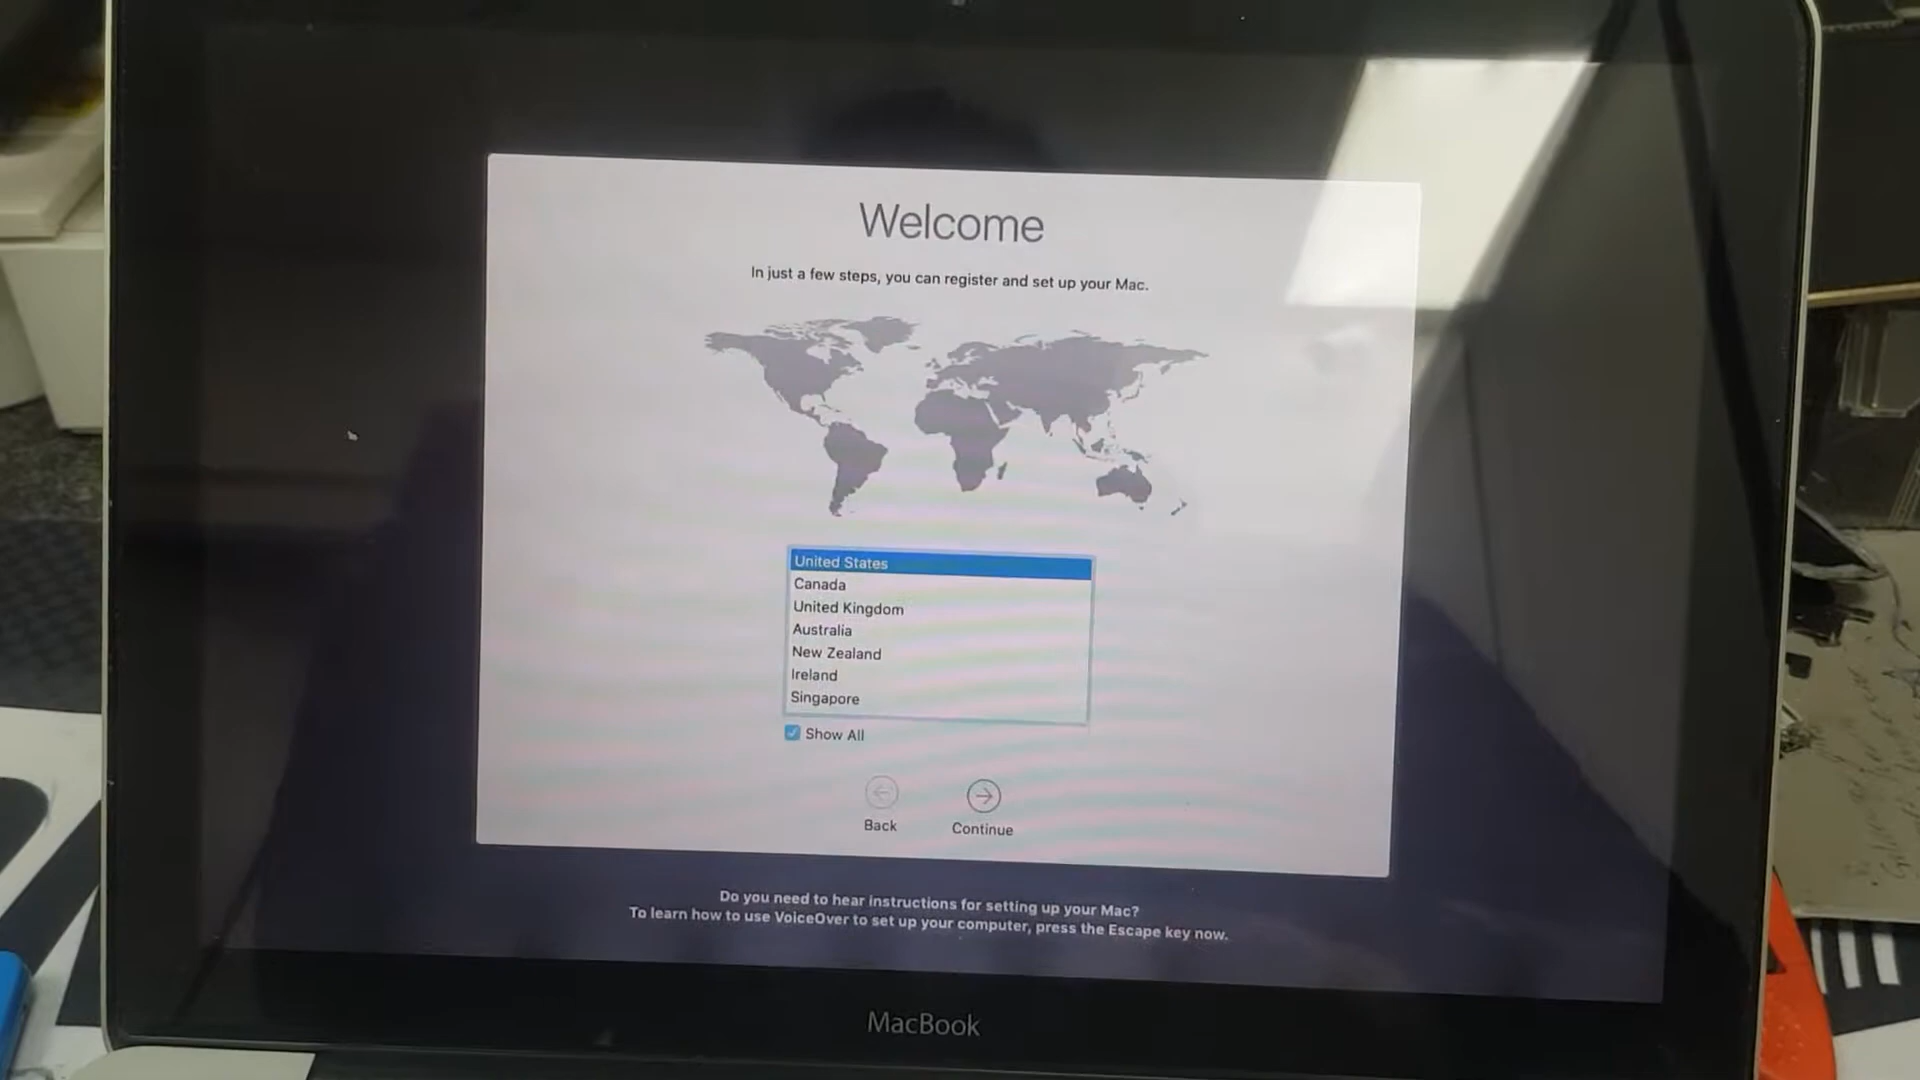 Welcome
In just a few steps, you can register and set up your Mac.
United States
Canada
United Kingdom
Australia
New Zealand
Ireland
Singapore
Show All
Back
Continue
Do you need to hear instructions for setting up your Mac?
To learn how to use VoiceOver to set up your computer, press the Escape key now.
MacBook